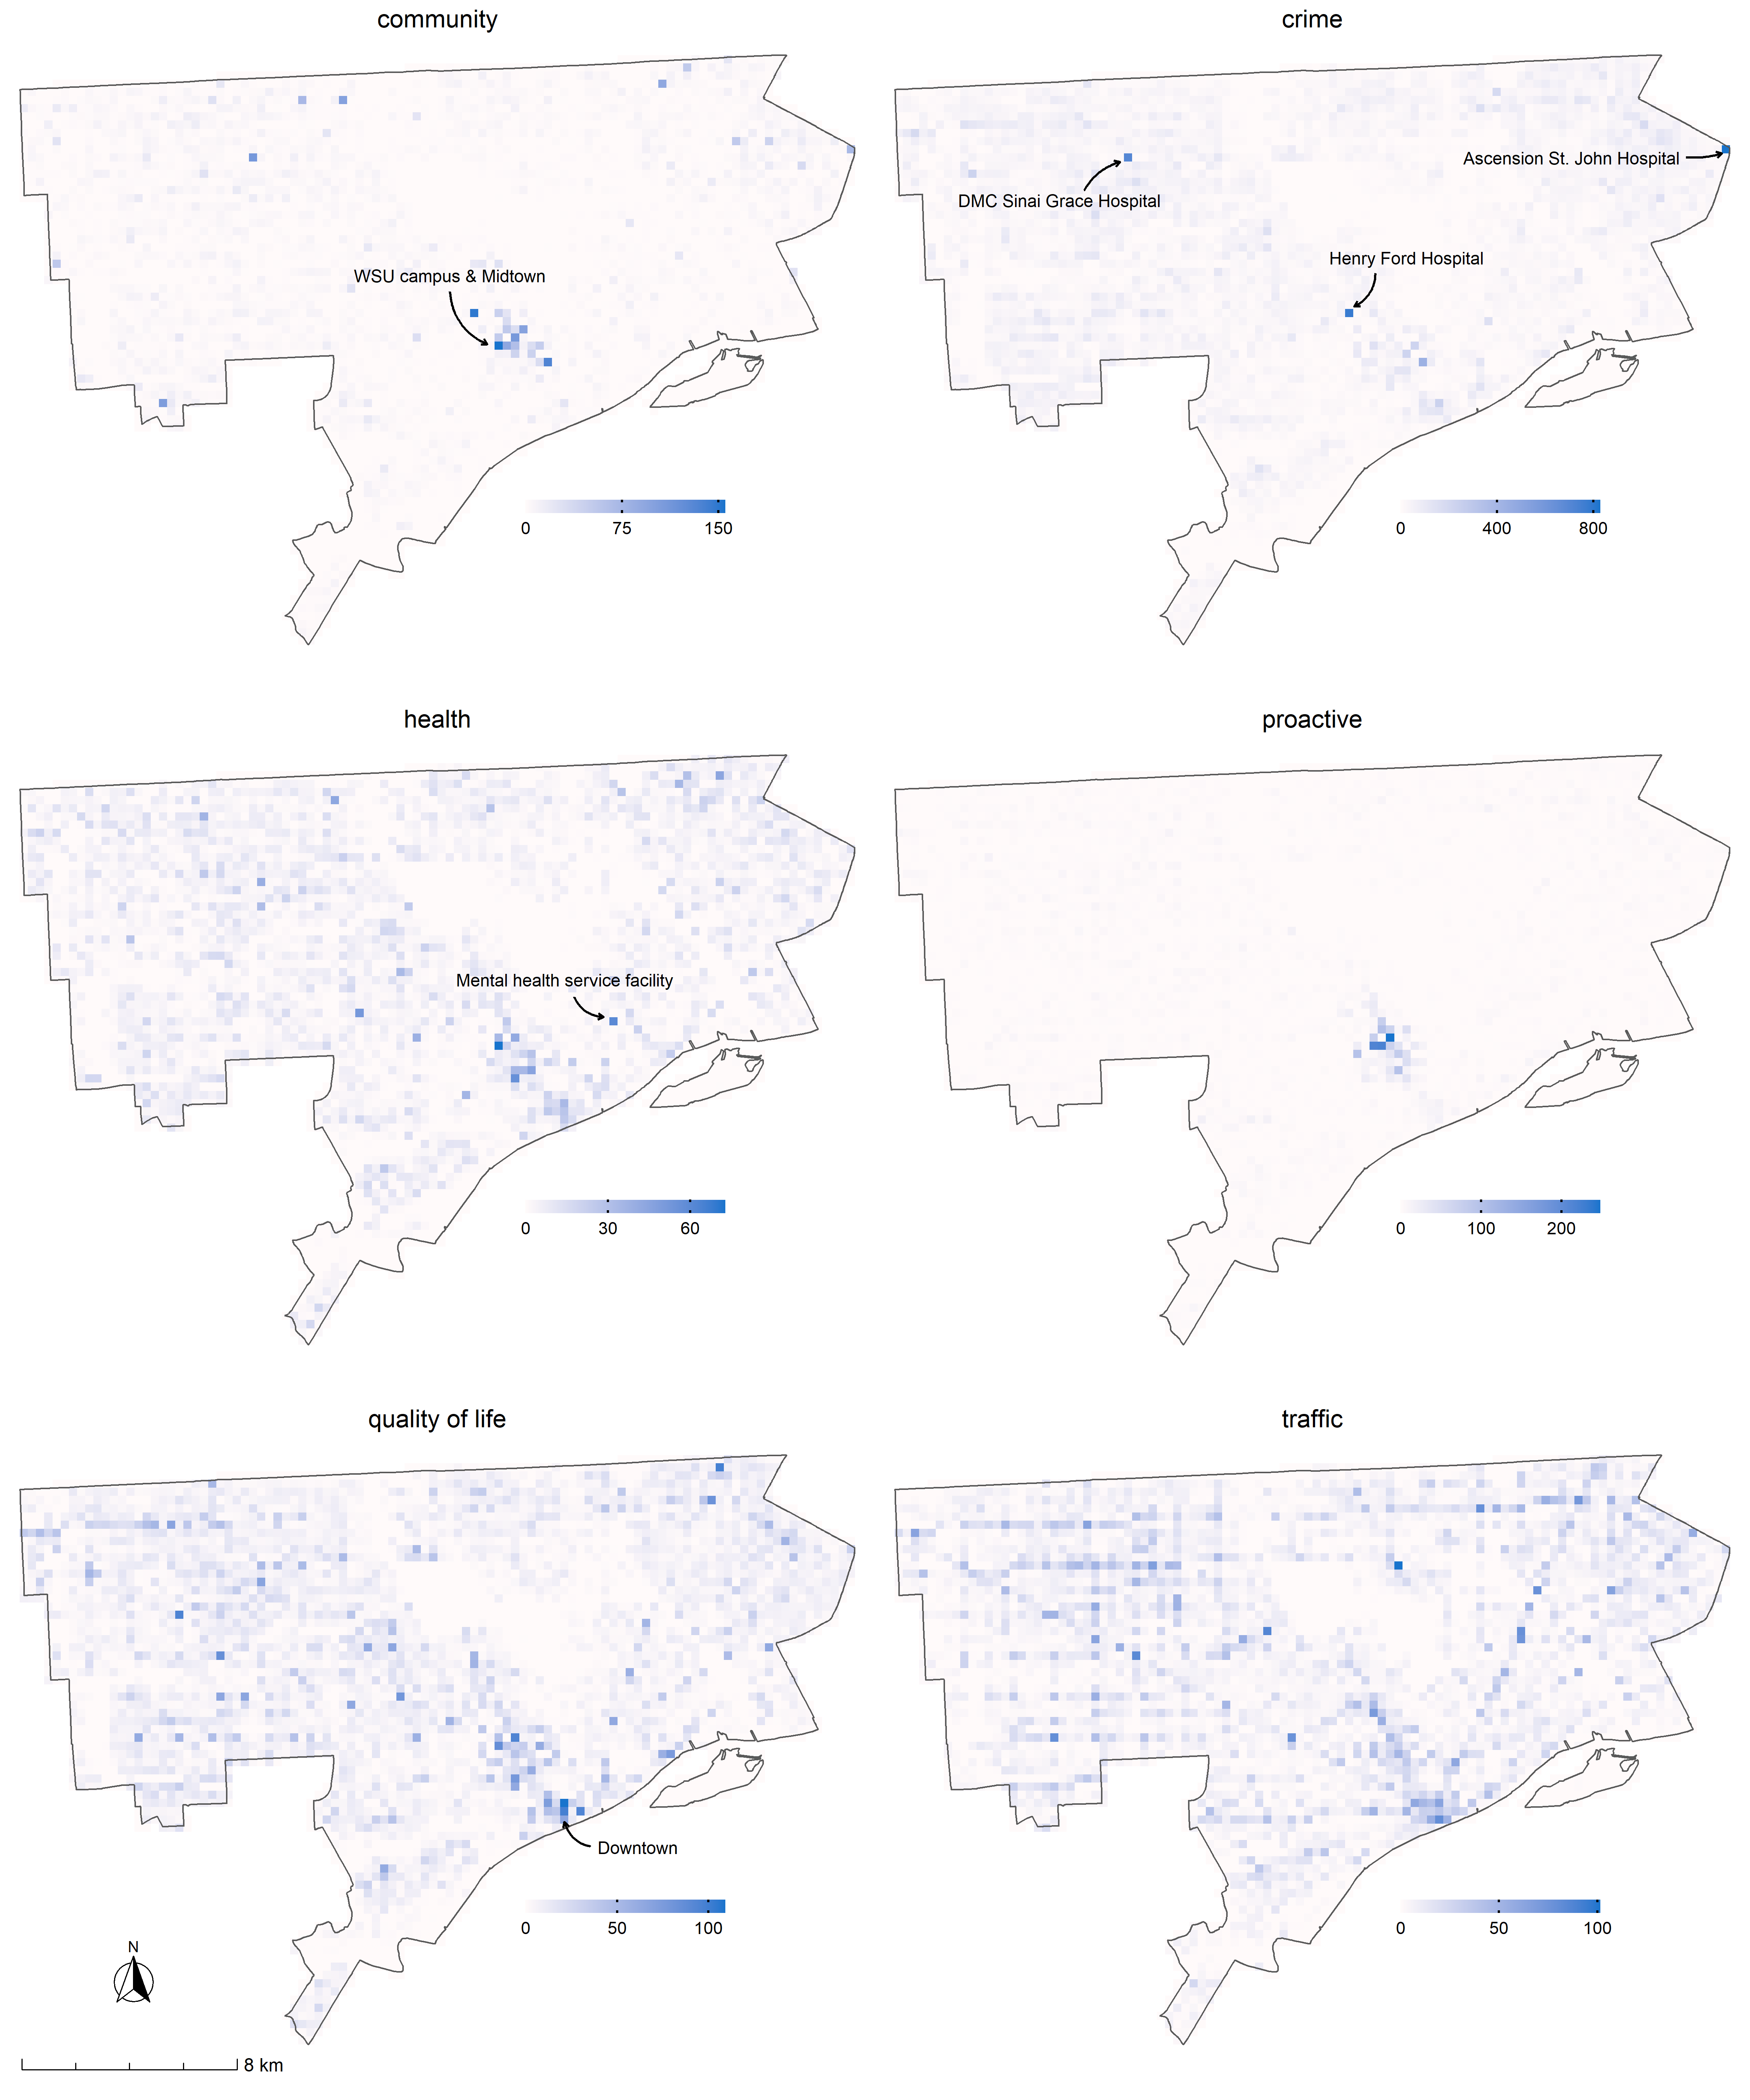 community
crime
Ascension St. John Hospital
DMC Sinai Grace Hospital
WSU campus & Midtown
Henry Ford Hospital
0 75 150
0 400 800
health
proactive
Mental health service facility
0 30 60
0 100 200
quality of life
traffic
Downtown
0 50 100
0 50 100
N
8 km